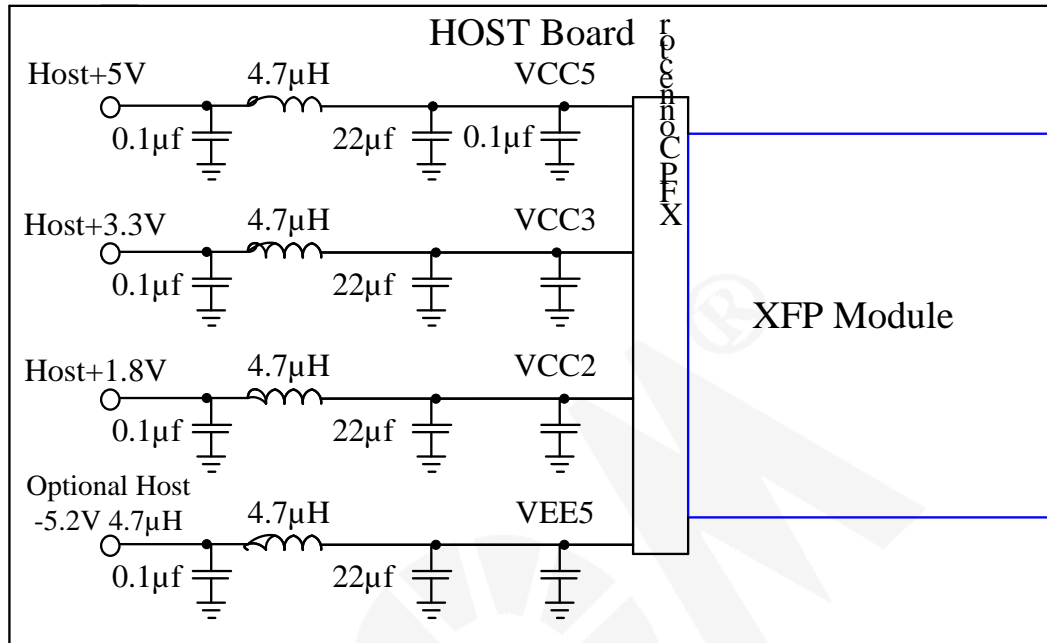 HOST Board
XFP Connector
Host+5V
4.7µH
VCC5
0.1µf
22µf
0.1µf
Host+3.3V
4.7µH
VCC3
0.1µf
22µf
XFP Module
Host+1.8V
4.7µH
VCC2
0.1µf
22µf
Optional Host
-5.2V 4.7µH
4.7µH
VEE5
0.1µf
22µf
®